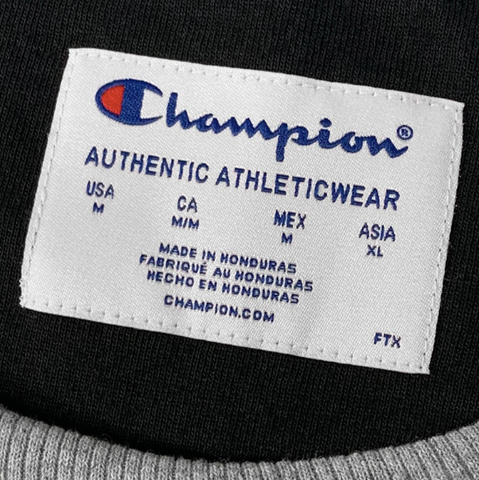 Champion®
AUTHENTIC ATHLETICWEAR
USA CA MEX ASIA
M M/M M XL
MADE IN HONDURAS
FABRIQUÉ AU HONDURAS
HECHO EN HONDURAS
CHAMPION.COM
FTX